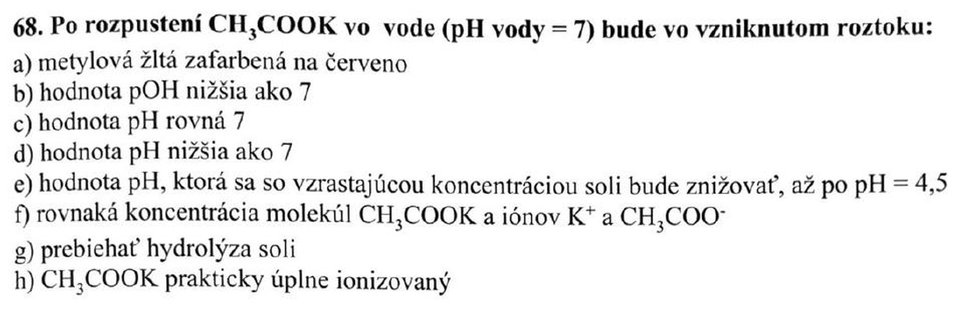 68. Po rozpustení CH₃COOK vo vode (pH vody = 7) bude vo vzniknutom roztoku:
a) metylová žltá zafarbená na červeno
b) hodnota pOH nižšia ako 7
c) hodnota pH rovná 7
d) hodnota pH nižšia ako 7
e) hodnota pH, ktorá sa so vzrastajúcou koncentráciou soli bude znižovať, až po pH = 4,5
f) rovnaká koncentrácia molekúl CH₃COOK a iónov K⁺ a CH₃COO⁻
g) prebiehať hydrolýza soli
h) CH₃COOK prakticky úplne ionizovaný